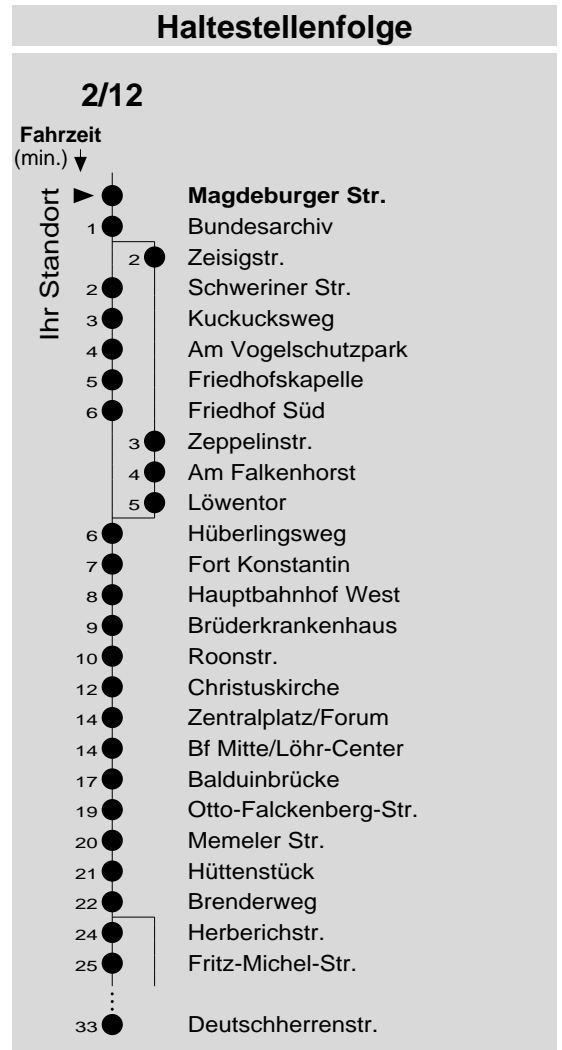 Haltestellenfolge
2/12
Fahrzeit
(min.)
Ihr Standort
Magdeburger Str.
1 Bundesarchiv
2 Zeisigstr.
2 Schweriner Str.
3 Kuckucksweg
4 Am Vogelschutzpark
5 Friedhofskapelle
6 Friedhof Süd
3 Zeppelinstr.
4 Am Falkenhorst
5 Löwentor
6 Hüberlingsweg
7 Fort Konstantin
8 Hauptbahnhof West
9 Brüderkrankenhaus
10 Roonstr.
12 Christuskirche
14 Zentralplatz/Forum
14 Bf Mitte/Löhr-Center
17 Balduinbrücke
19 Otto-Falckenberg-Str.
20 Memeler Str.
21 Hüttenstück
22 Brenderweg
24 Herberichstr.
25 Fritz-Michel-Str.
33 Deutschherrenstr.